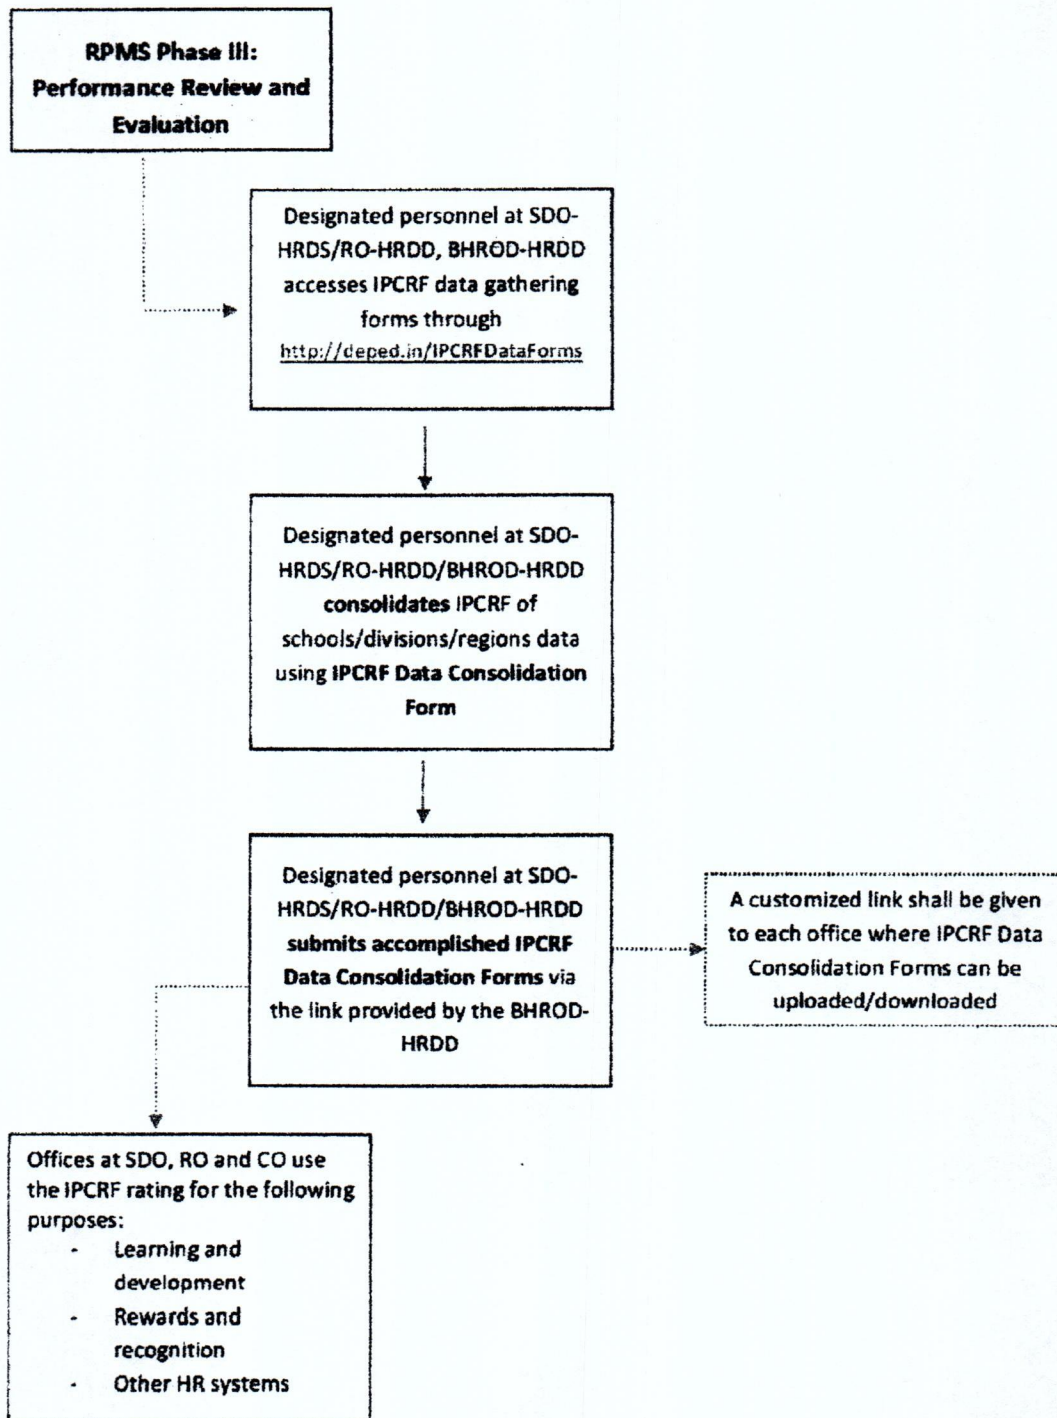 RPMS Phase III:
Performance Review and
Evaluation
Designated personnel at SDO-
HRDS/RO-HRDD, BHROD-HRDD
accesses IPCRF data gathering
forms through
http://deped.in/IPCRFDataForms
Designated personnel at SDO-
HRDS/RO-HRDD/BHROD-HRDD
consolidates IPCRF of
schools/divisions/regions data
using IPCRF Data Consolidation
Form
Designated personnel at SDO-
HRDS/RO-HRDD/BHROD-HRDD
submits accomplished IPCRF
Data Consolidation Forms via
the link provided by the BHROD-
HRDD
A customized link shall be given
to each office where IPCRF Data
Consolidation Forms can be
uploaded/downloaded
Offices at SDO, RO and CO use
the IPCRF rating for the following
purposes:
- Learning and
development
- Rewards and
recognition
- Other HR systems